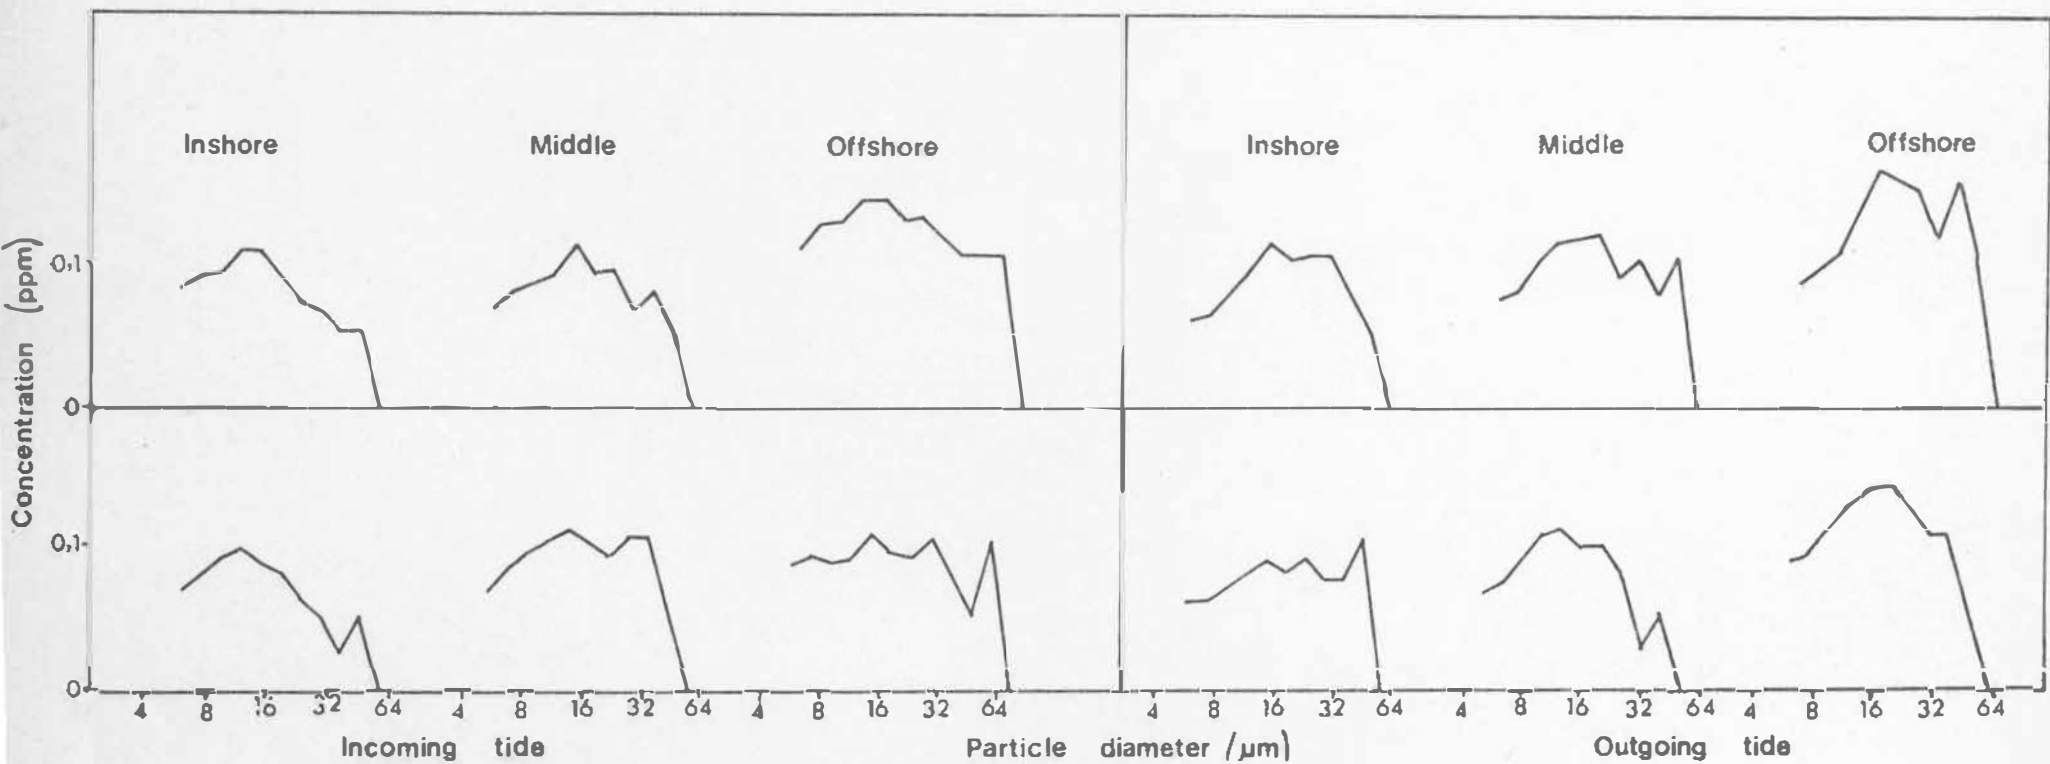 Inshore Middle Offshore Inshore Middle Offshore
Concentration (ppm)
0,1
0
0,1
0
4 8 16 32 64 4 8 16 32 64 4 8 16 32 64 4 8 16 32 64 4 8 16 32 64 4 8 16 32 64
Incoming tide Particle diameter (µm) Outgoing tide